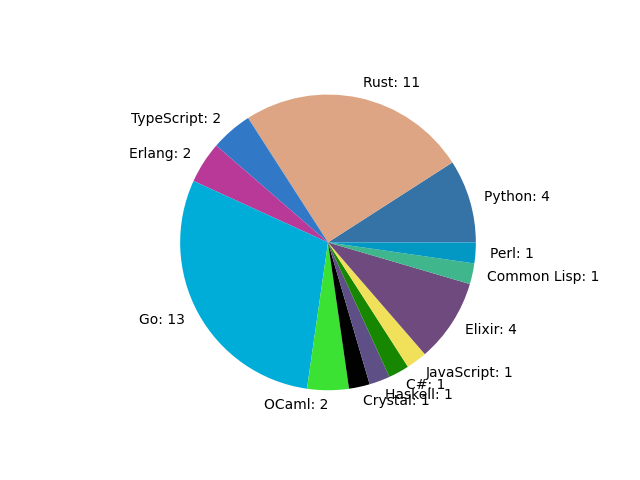 Rust: 11
TypeScript: 2
Erlang: 2
Python: 4
Perl: 1
Common Lisp: 1
Go: 13
Elixir: 4
JavaScript: 1
C#: 1
Haskell: 1
Crystal: 1
OCaml: 2